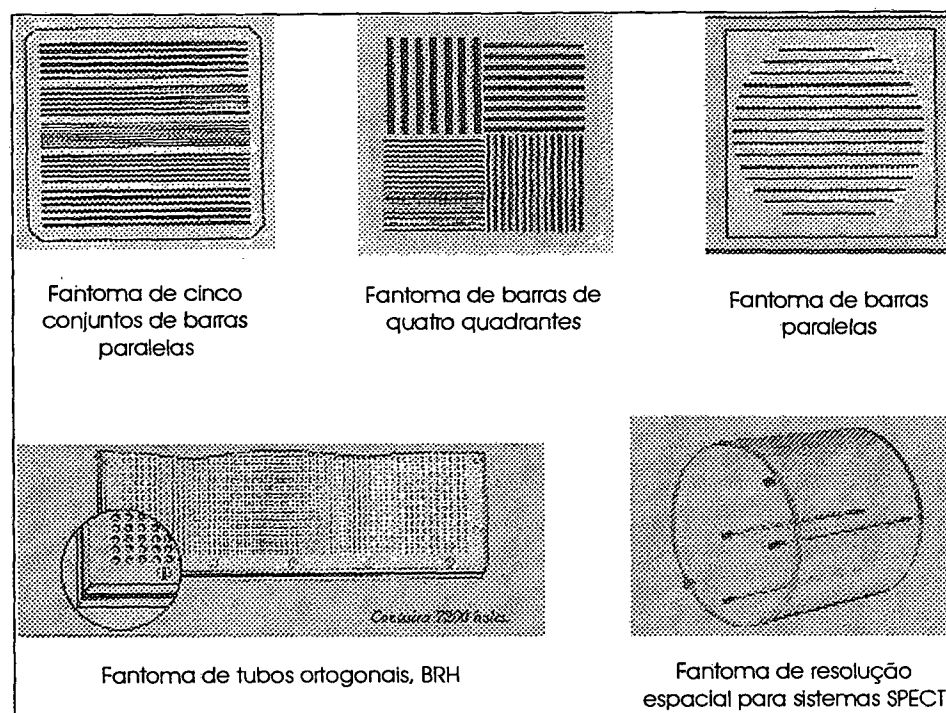 Fantoma de cinco
conjuntos de barras
paralelas
Fantoma de barras de
quatro quadrantes
Fantoma de barras
paralelas
Fantoma de tubos ortogonais, BRH
Fantoma de resolução
espacial para sistemas SPECT